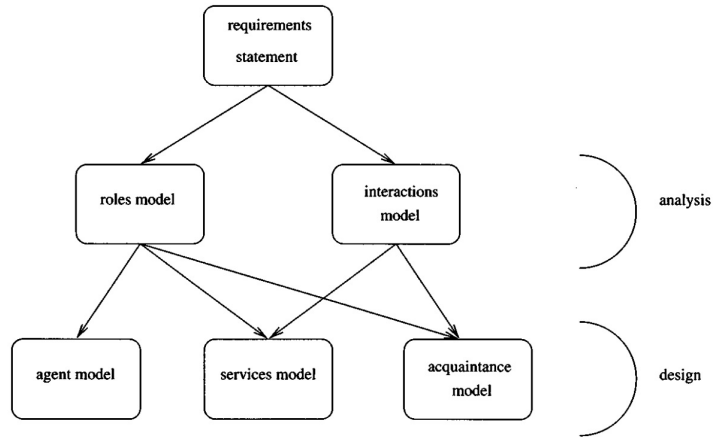 requirements
statement
roles model
interactions
model
analysis
agent model
services model
acquaintance
model
design